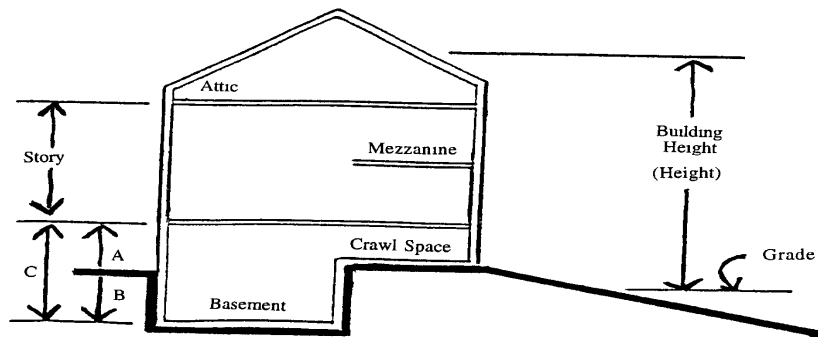 Attic
Mezzanine
Building
Height
(Height)
Story
Crawl Space
A
C
Grade
B
Basement